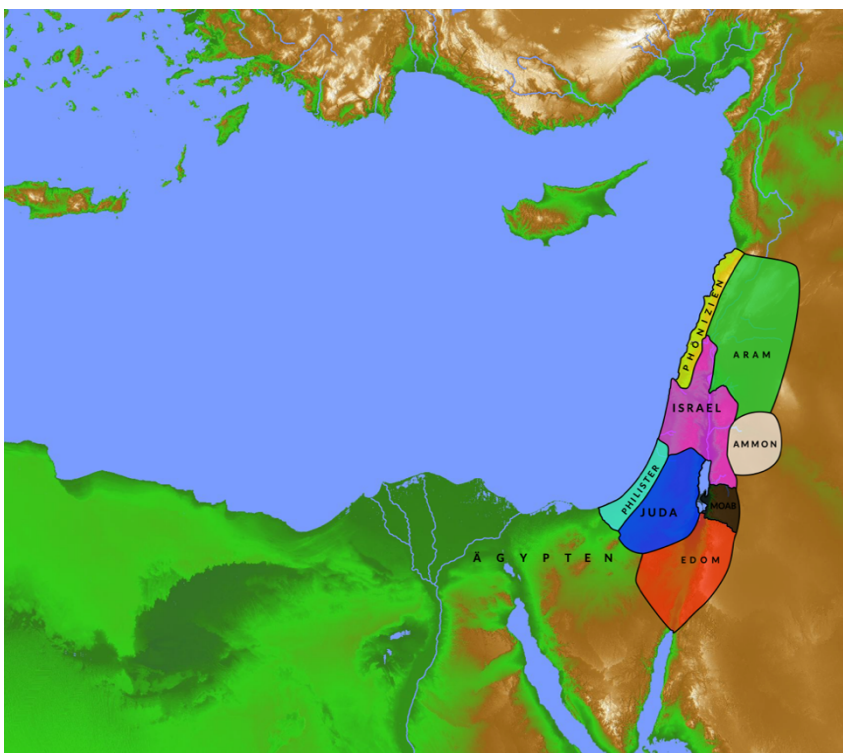 PHÖNIZIEN
ARAM
ISRAEL
AMMON
PHILISTER
JUDA
MOAB
ÄGYPTEN
EDOM